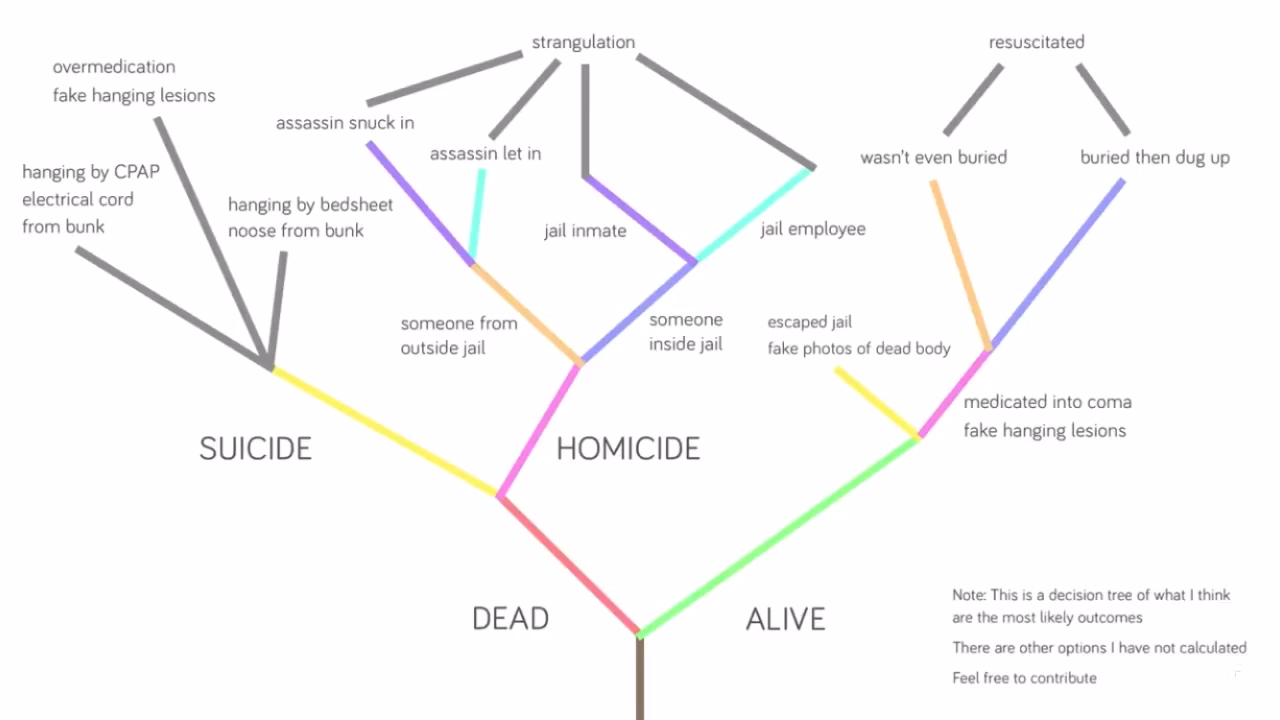 strangulation
resuscitated
overmedication
fake hanging lesions
assassin snuck in
assassin let in
wasn't even buried
buried then dug up
hanging by CPAP
electrical cord
from bunk
hanging by bedsheet
noose from bunk
jail inmate
jail employee
someone from
outside jail
someone
inside jail
escaped jail
fake photos of dead body
medicated into coma
fake hanging lesions
SUICIDE
HOMICIDE
DEAD
ALIVE
Note: This is a decision tree of what I think
are the most likely outcomes
There are other options I have not calculated
Feel free to contribute